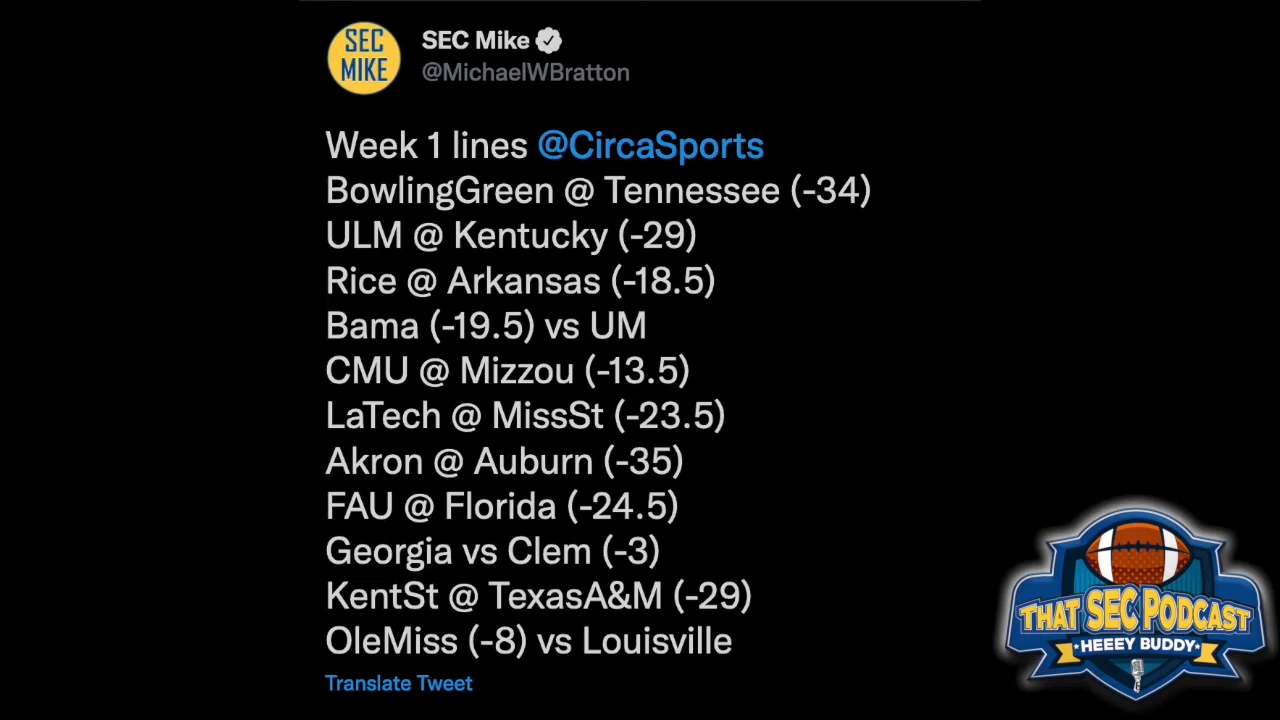 SEC
MIKE
SEC Mike
@MichaelWBratton
Week 1 lines @CircaSports
BowlingGreen @ Tennessee (-34)
ULM @ Kentucky (-29)
Rice @ Arkansas (-18.5)
Bama (-19.5) vs UM
CMU @ Mizzou (-13.5)
LaTech @ MissSt (-23.5)
Akron @ Auburn (-35)
FAU @ Florida (-24.5)
Georgia vs Clem (-3)
KentSt @ TexasA&M (-29)
OleMiss (-8) vs Louisville
Translate Tweet
THAT SEC PODCAST
HEEEY BUDDY